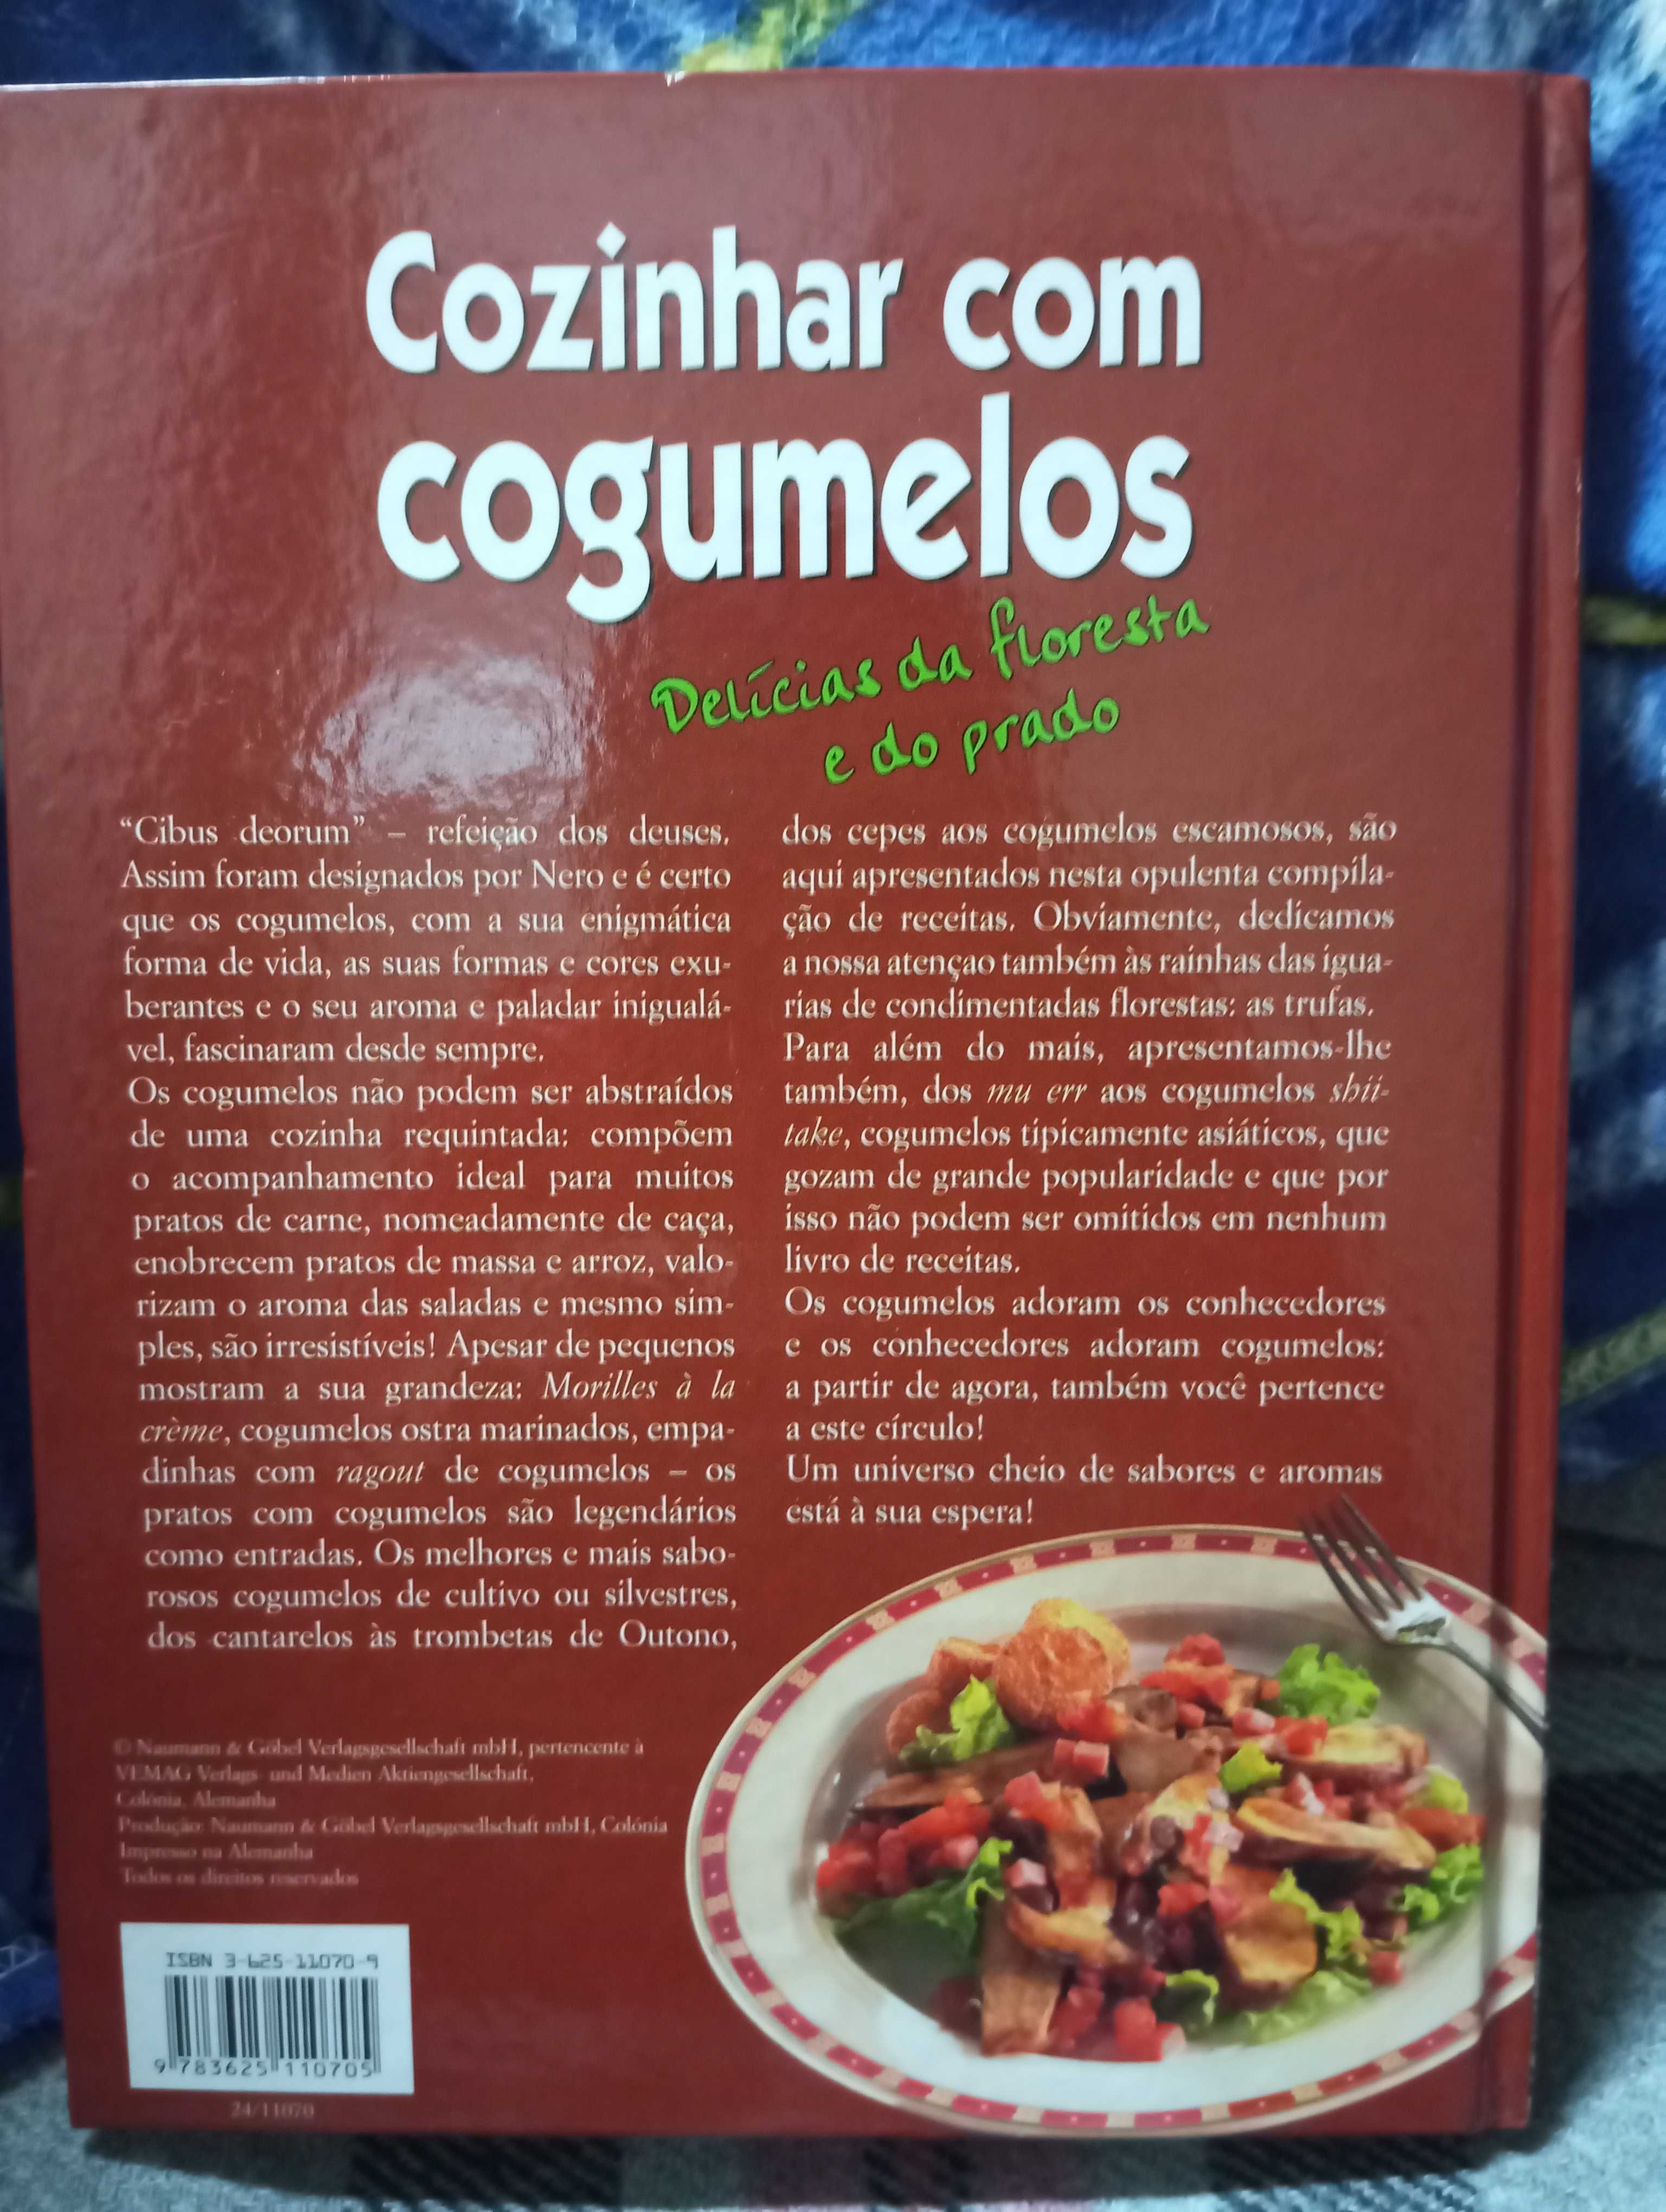 Cozinhar com
cogumelos
Delícias da floresta
e do prado
“Cibus deorum” – refeição dos deuses.
Assim foram designados por Nero e é certo
que os cogumelos, com a sua enigmática
forma de vida, as suas formas e cores exu-
berantes e o seu aroma e paladar inigualá-
vel, fascinaram desde sempre.
Os cogumelos não podem ser abstraídos
de uma cozinha requintada: compõem
o acompanhamento ideal para muitos
pratos de carne, nomeadamente de caça,
enobrecem pratos de massa e arroz, valo-
rizam o aroma das saladas e mesmo sim-
ples, são irresistíveis! Apesar de pequenos
mostram a sua grandeza: Morilles à la
crème, cogumelos ostra marinados, empa-
dinhas com ragout de cogumelos – os
pratos com cogumelos são legendários
como entradas. Os melhores e mais sabo-
rosos cogumelos de cultivo ou silvestres,
dos cantarelos às trombetas de Outono,
dos cepes aos cogumelos escamosos, são
aqui apresentados nesta opulenta compila-
ção de receitas. Obviamente, dedicamos
a nossa atençao também às rainhas das igua-
rias de condimentadas florestas: as trufas.
Para além do mais, apresentamos-lhe
também, dos mu err aos cogumelos shii-
take, cogumelos tipicamente asiáticos, que
gozam de grande popularidade e que por
isso não podem ser omitidos em nenhum
livro de receitas.
Os cogumelos adoram os conhecedores
e os conhecedores adoram cogumelos:
a partir de agora, também você pertence
a este círculo!
Um universo cheio de sabores e aromas
está à sua espera!
© Naumann & Göbel Verlagsgesellschaft mbH, pertencente à
VEMAG Verlags- und Medien Aktiengesellschaft,
Colónia, Alemanha
Produção: Naumann & Göbel Verlagsgesellschaft mbH, Colónia
Impresso na Alemanha
Todos os direitos reservados
ISBN 3-625-11070-9
9 783625 110705
24/11070